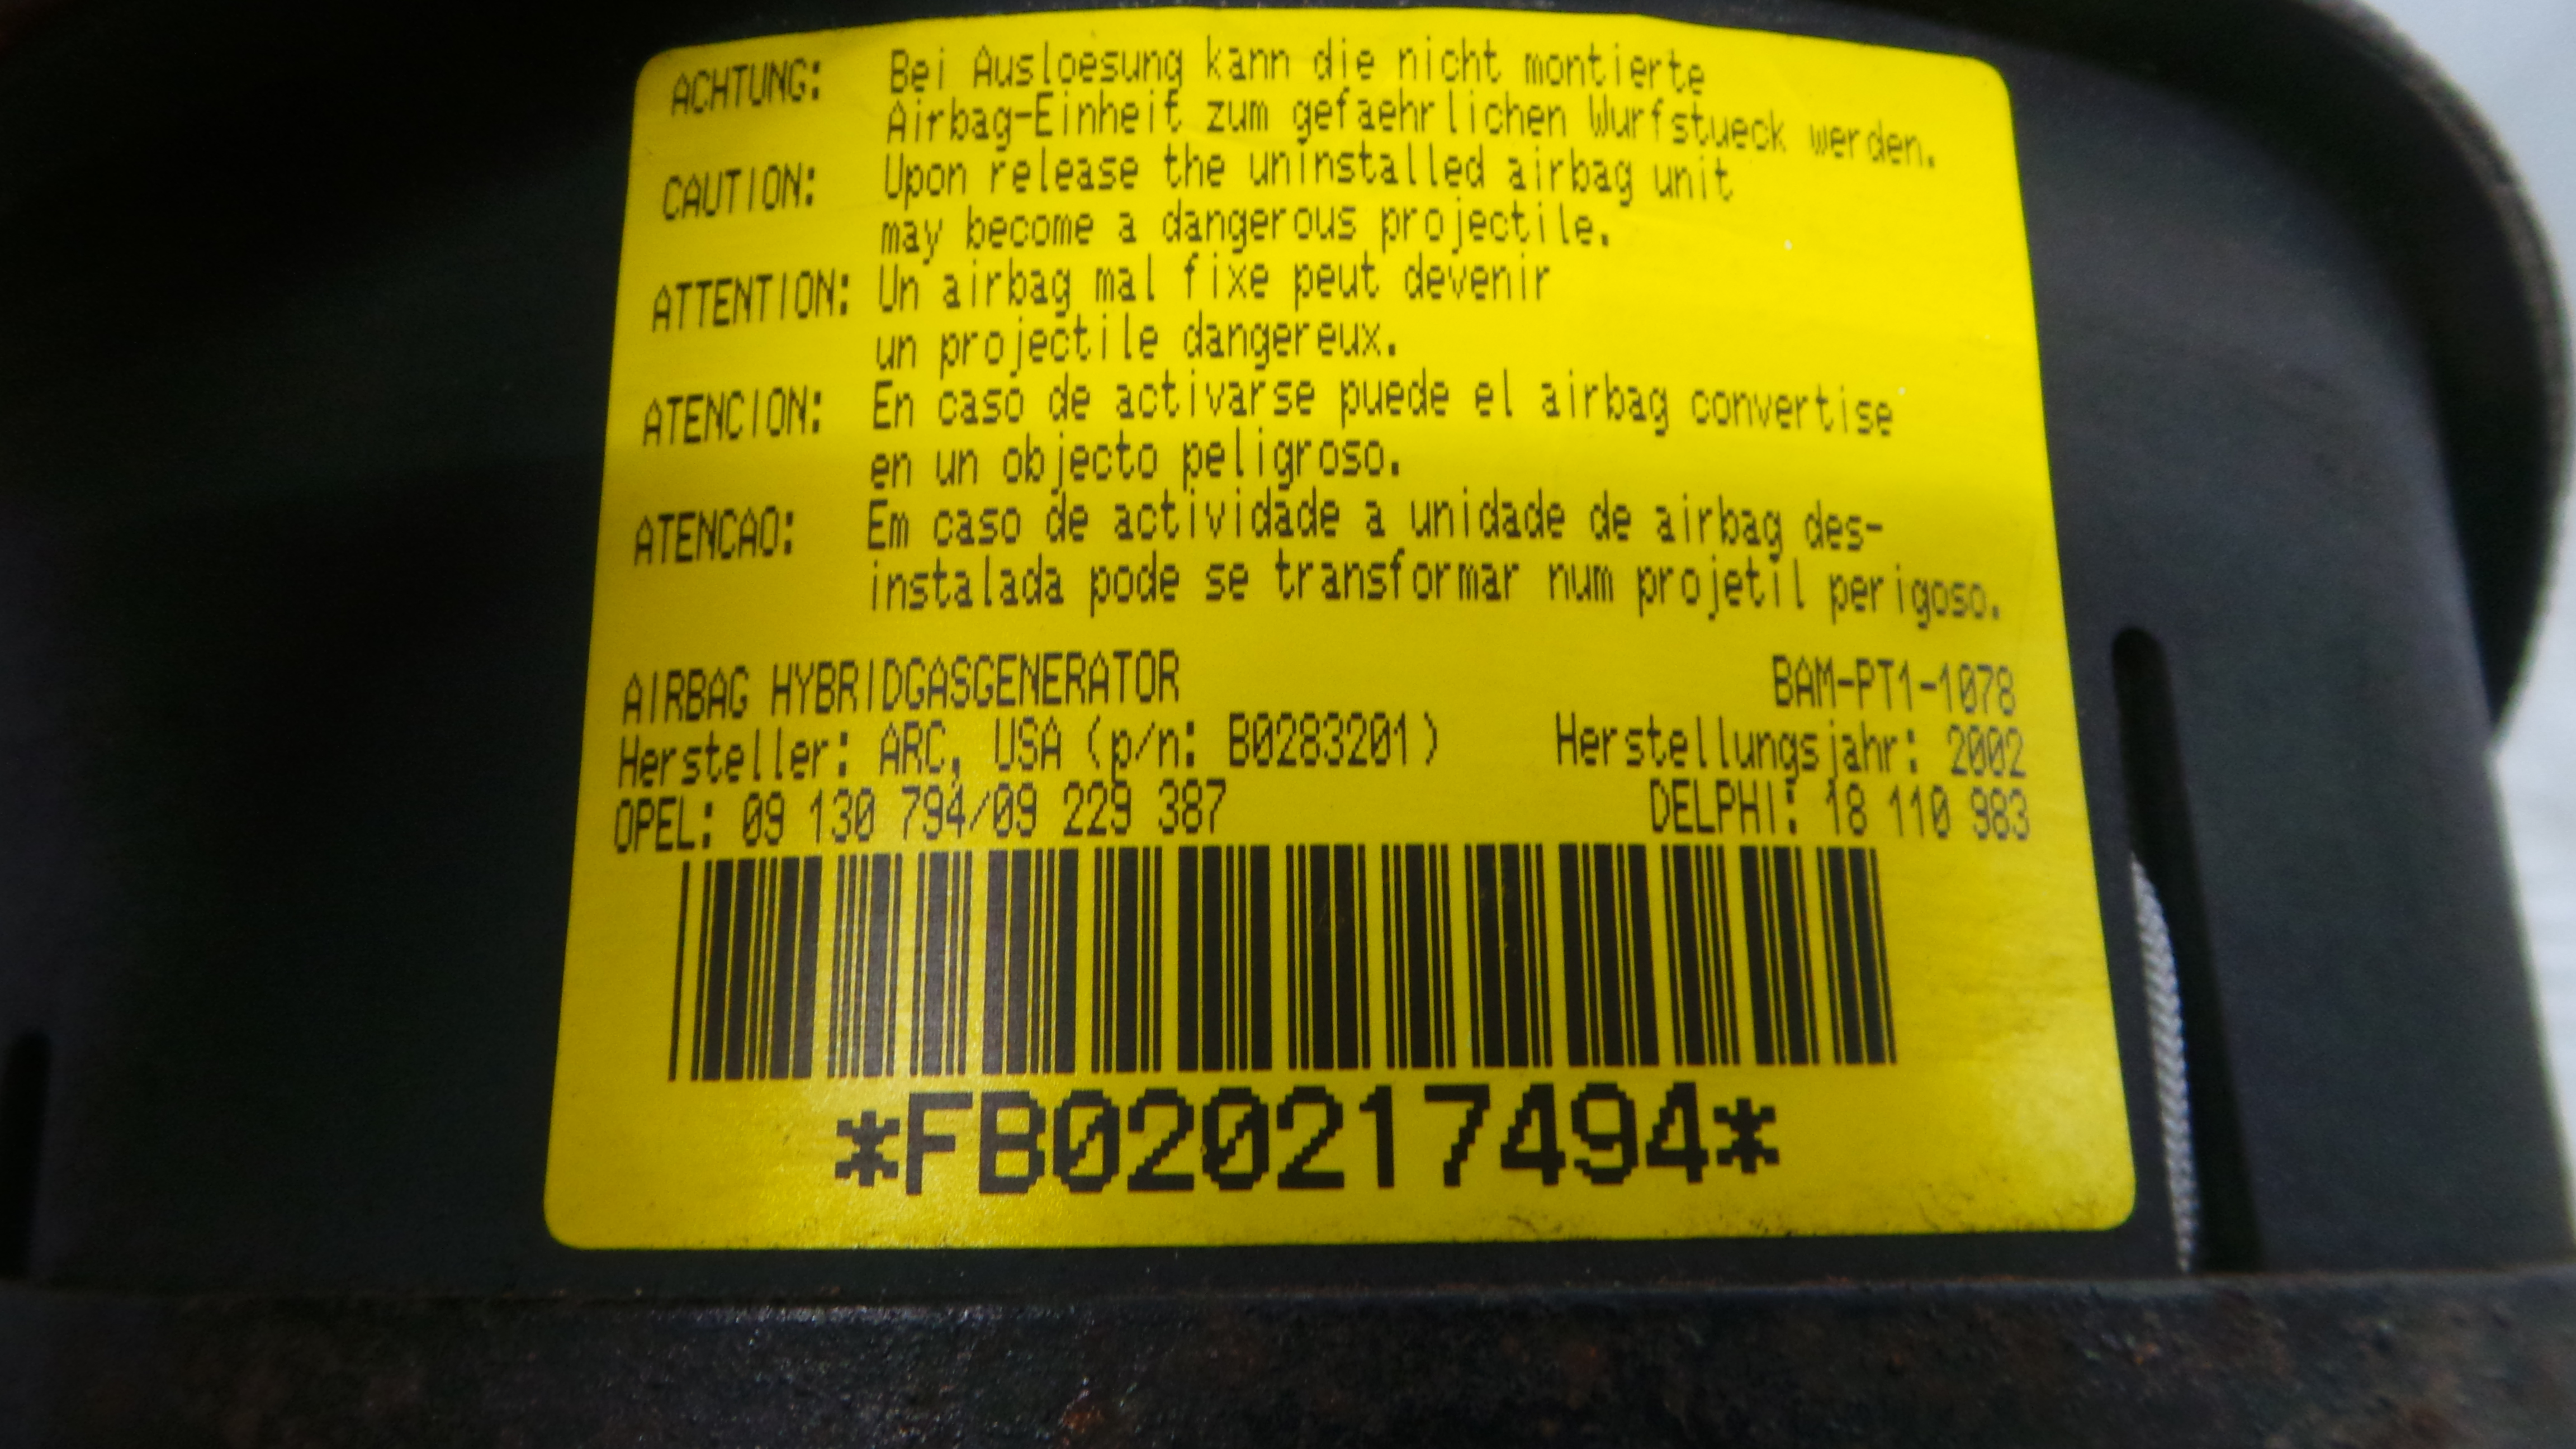 ACHTUNG: Bei Ausloesung kann die nicht montierte
Airbag-Einheit zum gefaehrlichen Wurfstueck werden.
CAUTION: Upon release the uninstalled airbag unit
may become a dangerous projectile.
ATTENTION: Un airbag mal fixe peut devenir
un projectile dangereux.
ATENCION: En caso de activarse puede el airbag convertise
en un objecto peligroso.
ATENCAO: Em caso de actividade a unidade de airbag des-
instalada pode se transformar num projetil perigoso.
AIRBAG HYBRIDGASGENERATOR BAM-PT1-1078
Hersteller: ARC, USA (p/n: B0283201) Herstellungsjahr: 2002
OPEL: 09 130 794/09 229 387 DELPHI: 18 110 983
*FB020217494*